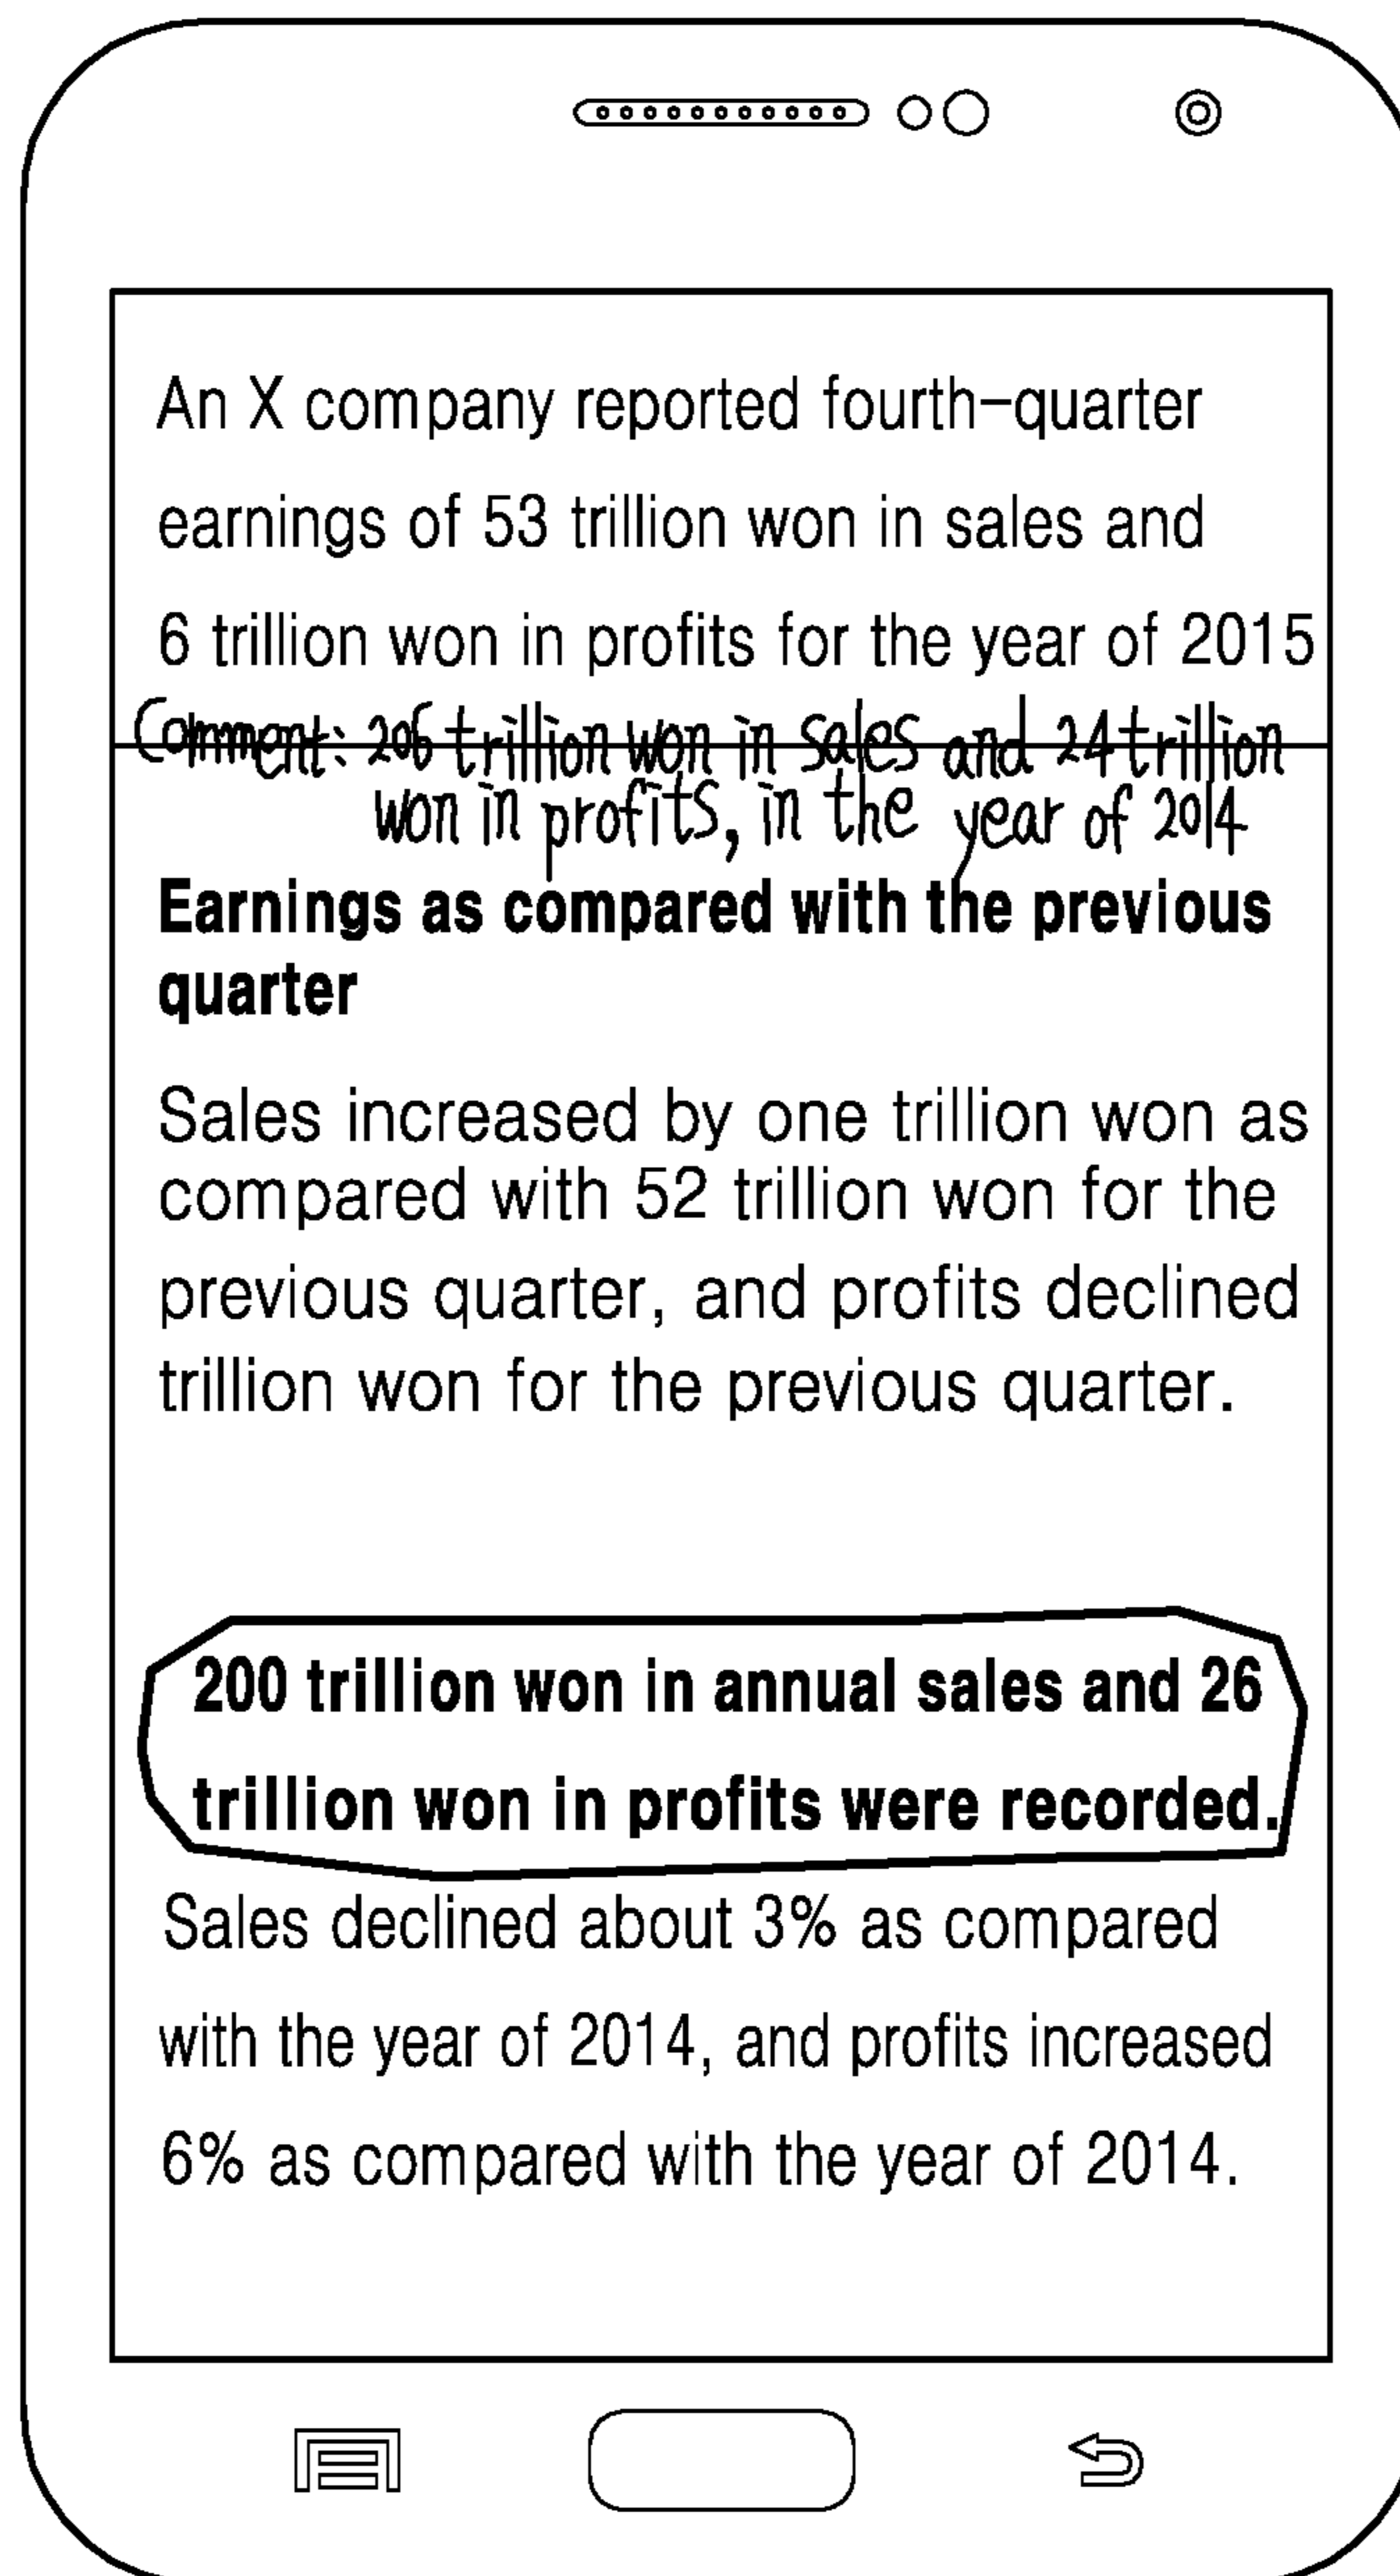 An X company reported fourth-quarter
earnings of 53 trillion won in sales and
6 trillion won in profits for the year of 2015
Comment: 206 trillion won in sales and 24 trillion
won in profits, in the year of 2014
Earnings as compared with the previous
quarter
Sales increased by one trillion won as
compared with 52 trillion won for the
previous quarter, and profits declined
trillion won for the previous quarter.
200 trillion won in annual sales and 26
trillion won in profits were recorded.
Sales declined about 3% as compared
with the year of 2014, and profits increased
6% as compared with the year of 2014.